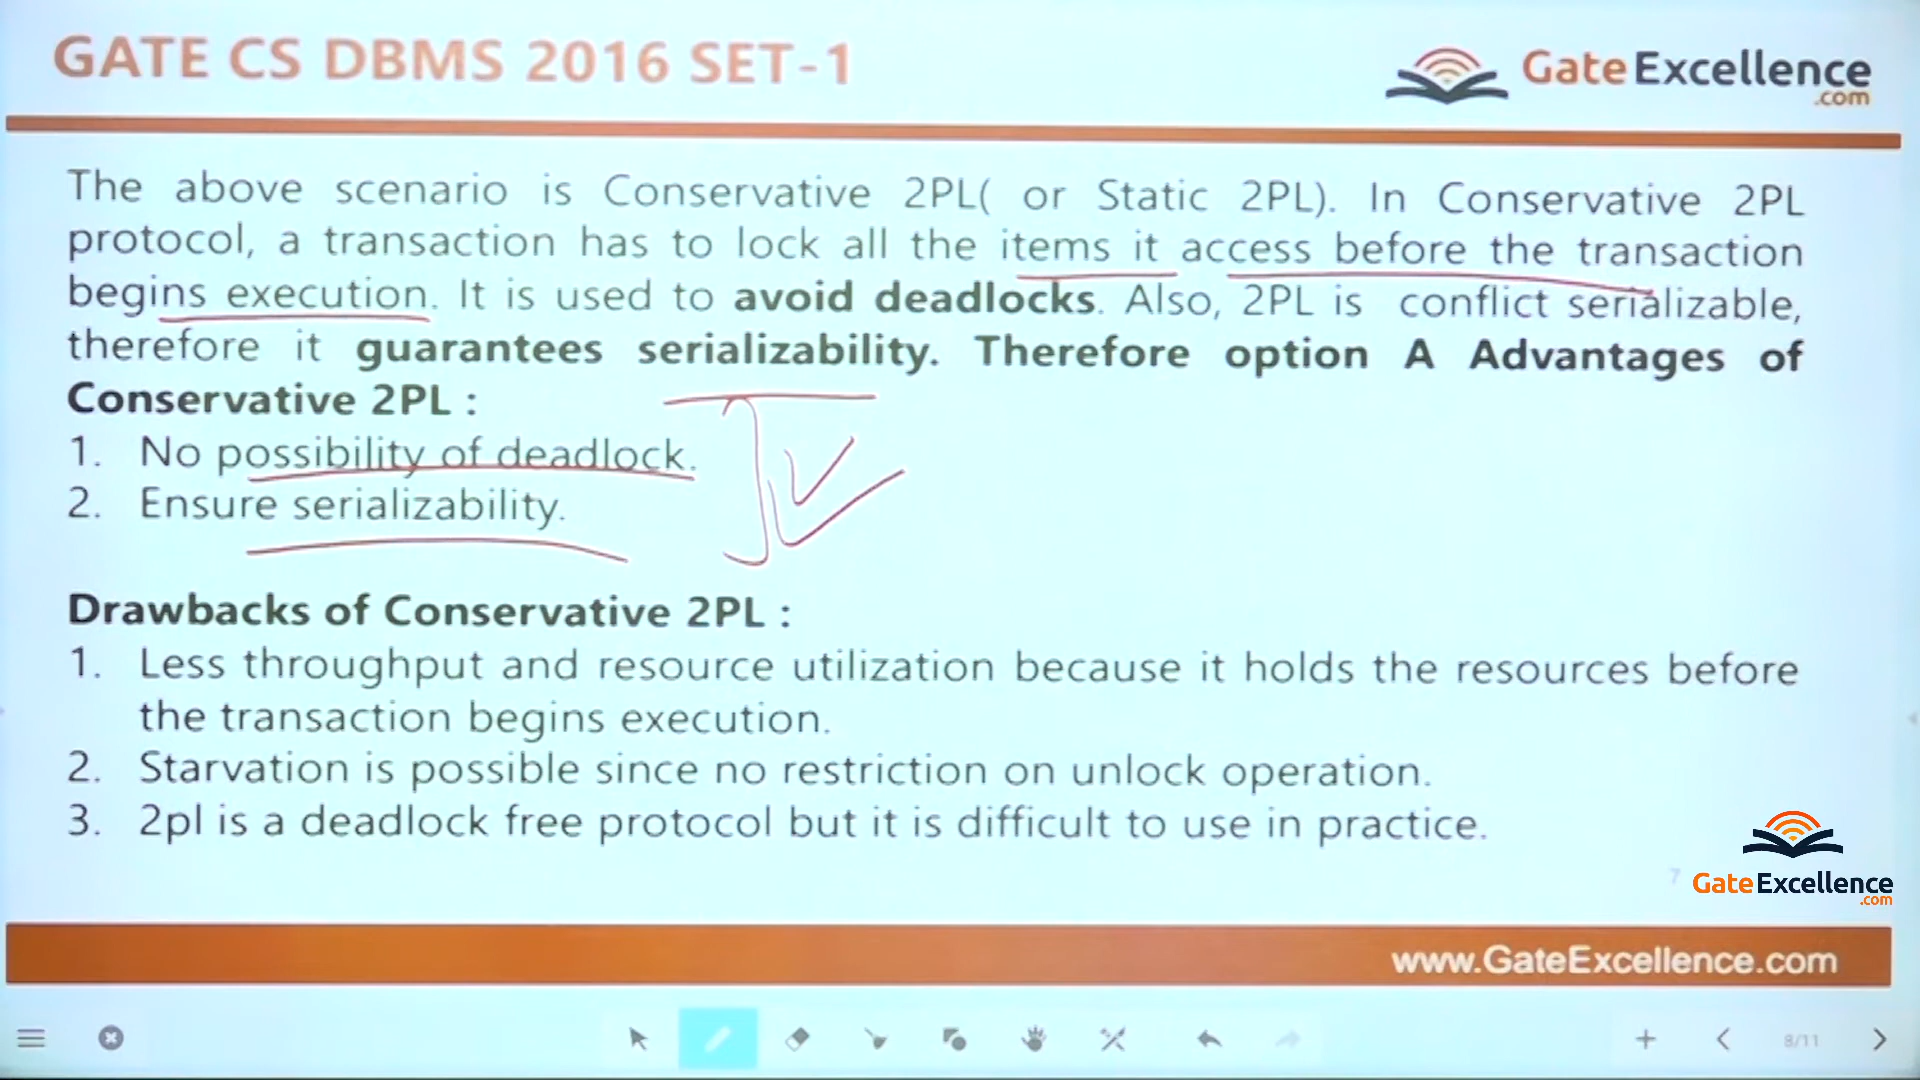 GATE CS DBMS 2016 SET-1
GateExcellence
.com
The above scenario is Conservative 2PL( or Static 2PL). In Conservative 2PL
protocol, a transaction has to lock all the items it access before the transaction
begins execution. It is used to avoid deadlocks. Also, 2PL is conflict serializable,
therefore it guarantees serializability. Therefore option A Advantages of
Conservative 2PL :
1. No possibility of deadlock.
2. Ensure serializability.
Drawbacks of Conservative 2PL :
1. Less throughput and resource utilization because it holds the resources before
the transaction begins execution.
2. Starvation is possible since no restriction on unlock operation.
3. 2pl is a deadlock free protocol but it is difficult to use in practice.
7
GateExcellence
.com
www.GateExcellence.com
8/11